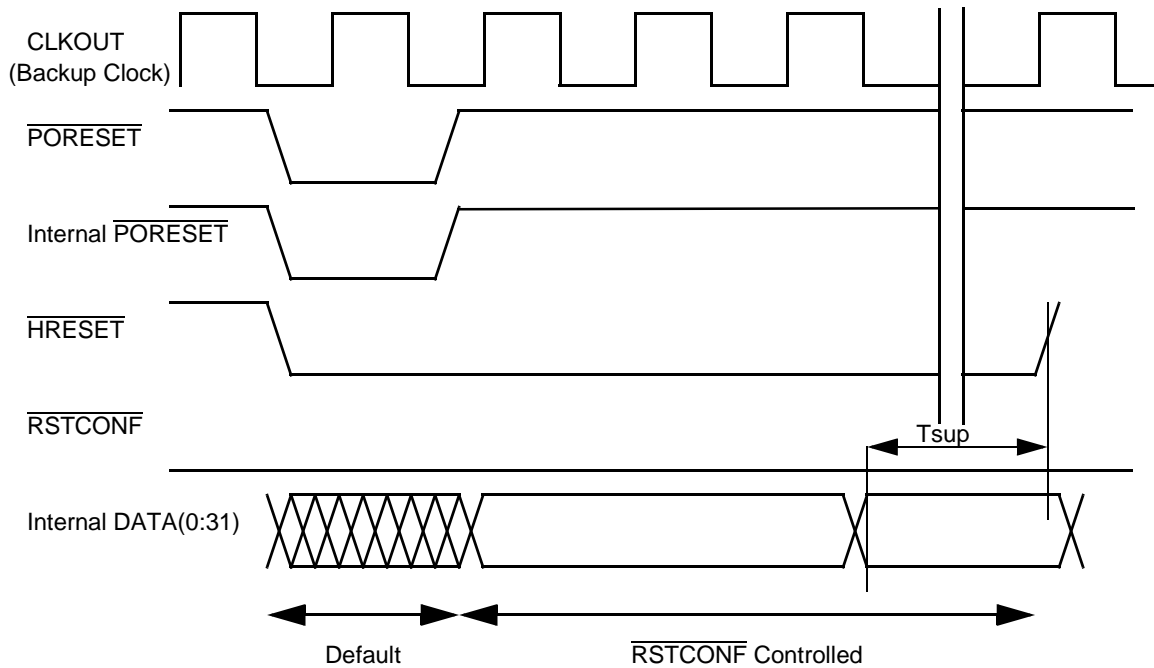 CLKOUT
(Backup Clock)
PORESET
Internal PORESET
HRESET
RSTCONF
Tsup
Internal DATA(0:31)
Default
RSTCONF Controlled